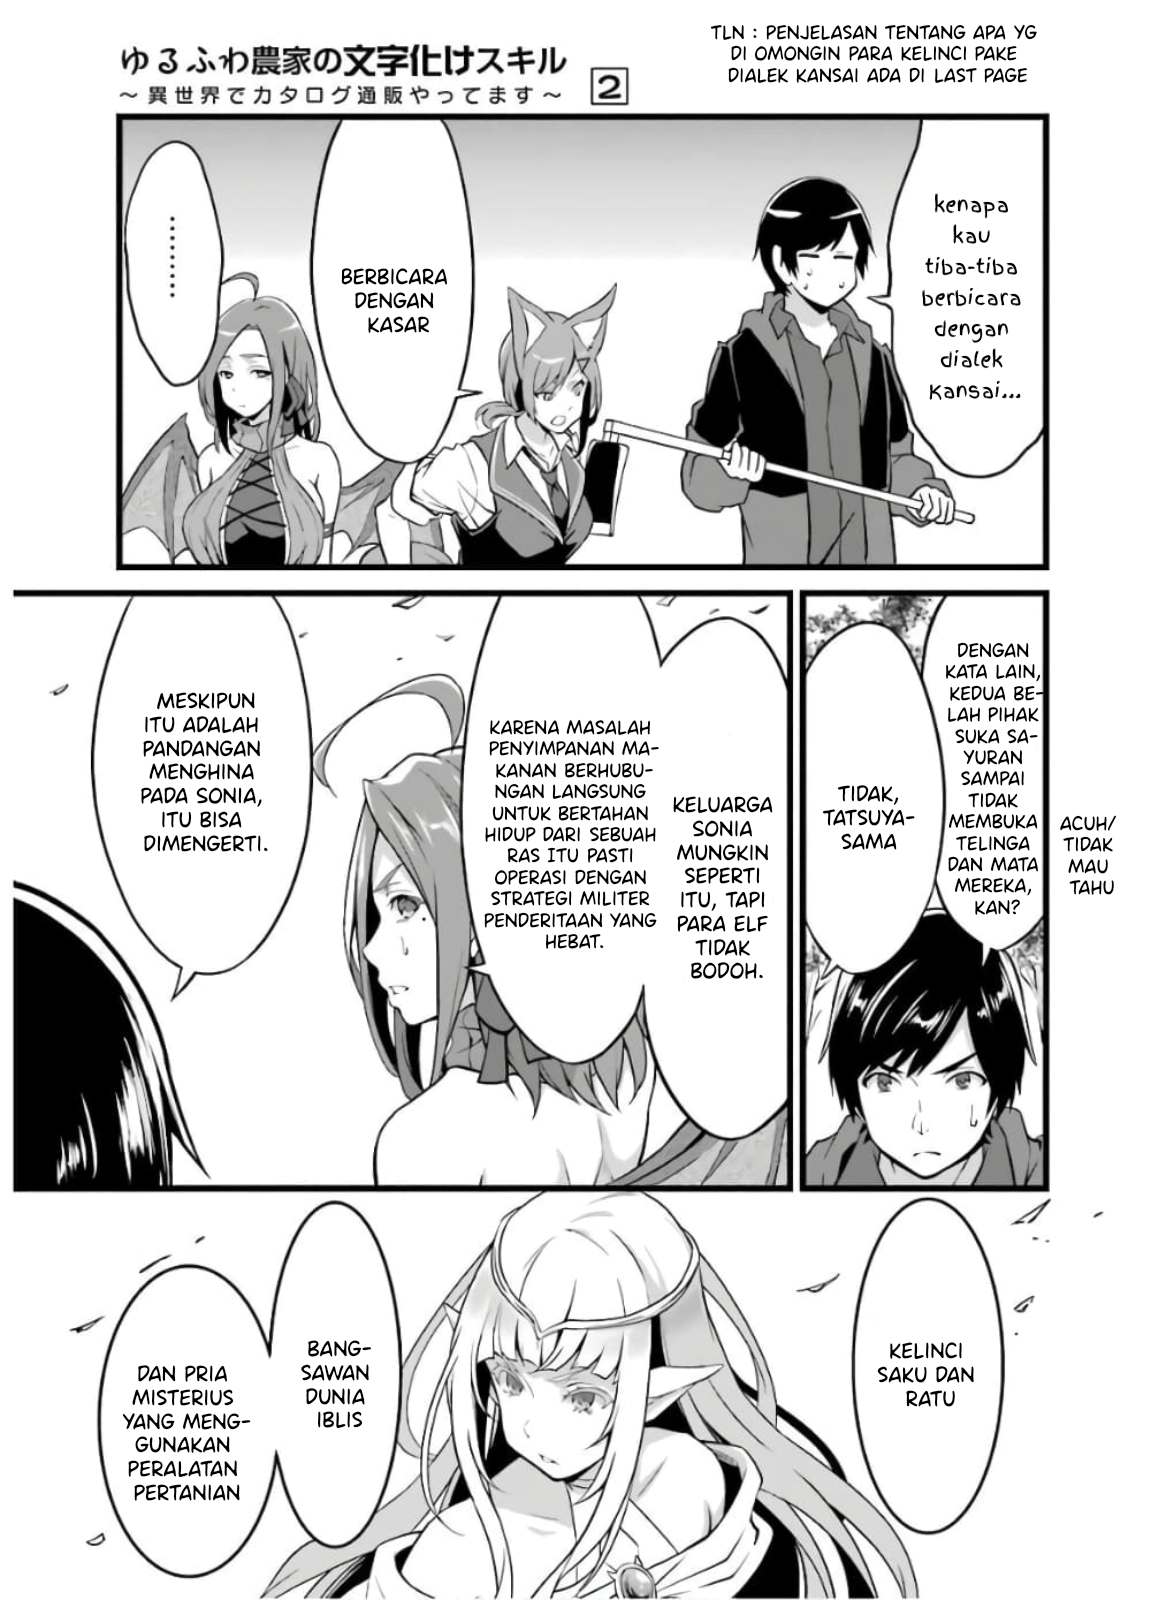 ゆるふわ農家の文字化けスキル
～異世界でカタログ通販やってます～ 2
TLN : PENJELASAN TENTANG APA YG
DI OMONGIN PARA KELINCI PAKE
DIALEK KANSAI ADA DI LAST PAGE
kenapa
kau
tiba-tiba
berbicara
dengan
dialek
Kansai...
BERBICARA
DENGAN
KASAR
.........
DENGAN
KATA LAIN,
KEDUA BE-
LAH PIHAK
SUKA SA-
YURAN
SAMPAI
TIDAK
MEMBUKA
TELINGA
DAN MATA
MEREKA,
KAN?
ACUH/
TIDAK
MAU
TAHU
TIDAK,
TATSUYA-
SAMA
KELUARGA
SONIA
MUNGKIN
SEPERTI
ITU, TAPI
PARA ELF
TIDAK
BODOH.
KARENA MASALAH
PENYIMPANAN MA-
KANAN BERHUBU-
NGAN LANGSUNG
UNTUK BERTAHAN
HIDUP DARI SEBUAH
RAS ITU PASTI
OPERASI DENGAN
STRATEGI MILITER
PENDERITAAN YANG
HEBAT.
MESKIPUN
ITU ADALAH
PANDANGAN
MENGHINA
PADA SONIA,
ITU BISA
DIMENGERTI.
KELINCI
SAKU DAN
RATU
BANG-
SAWAN
DUNIA
IBLIS
DAN PRIA
MISTERIUS
YANG MENG-
GUNAKAN
PERALATAN
PERTANIAN